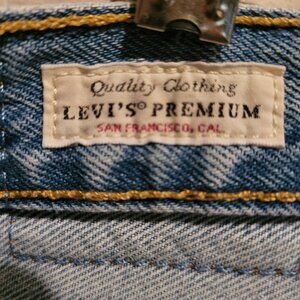 Quality Clothing
LEVI'S® PREMIUM
SAN FRANCISCO, CAL.